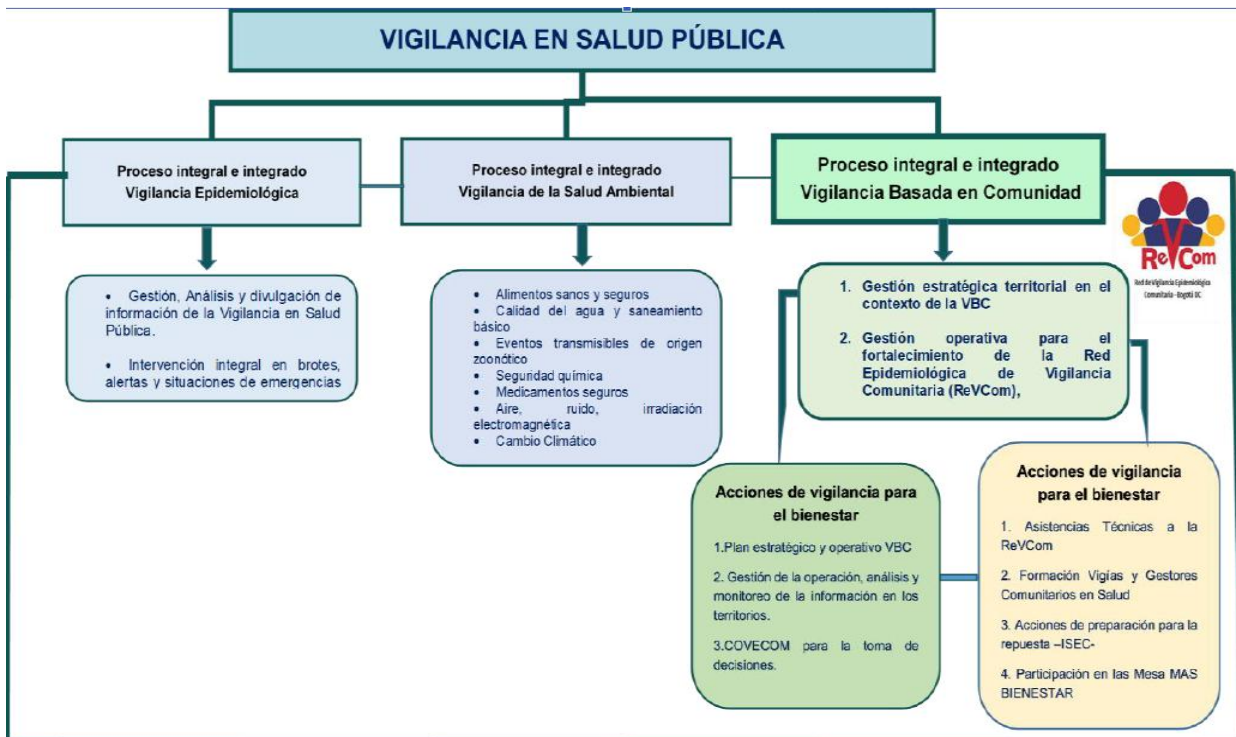 VIGILANCIA EN SALUD PÚBLICA
Proceso integral e integrado
Vigilancia Epidemiológica
Proceso integral e integrado
Vigilancia de la Salud Ambiental
Proceso integral e integrado
Vigilancia Basada en Comunidad
• Gestión, Análisis y divulgación de
información de la Vigilancia en Salud
Pública.
• Intervención integral en brotes,
alertas y situaciones de emergencias
• Alimentos sanos y seguros
• Calidad del agua y saneamiento
básico
• Eventos transmisibles de origen
zoonótico
• Seguridad química
• Medicamentos seguros
• Aire, ruido, irradiación
electromagnética
• Cambio Climático
1. Gestión estratégica territorial en el
contexto de la VBC
2. Gestión operativa para el
fortalecimiento de la Red
Epidemiológica de Vigilancia
Comunitaria (ReVCom),
ReVCom
Red de Vigilancia Epidemiológica
Comunitaria - Bogotá DC
Acciones de vigilancia para
el bienestar
1.Plan estratégico y operativo VBC
2. Gestión de la operación, análisis y
monitoreo de la información en los
territorios.
3.COVECOM para la toma de
decisiones.
Acciones de vigilancia
para el bienestar
1. Asistencias Técnicas a la
ReVCom
2. Formación Vigías y Gestores
Comunitarios en Salud
3. Acciones de preparación para la
repuesta –ISEC-
4. Participación en las Mesa MAS
BIENESTAR